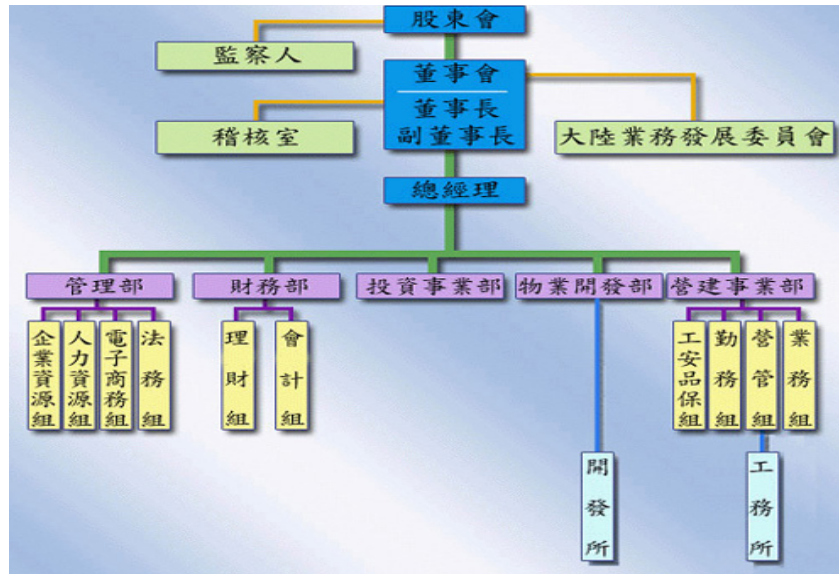 股東會
監察人
董事會
董事長
副董事長
稽核室
大陸業務發展委員會
總經理
管理部
財務部
投資事業部
物業開發部
營建事業部
企業資源組
人力資源組
電子商務組
法務組
理財組
會計組
工安品保組
勤務組
營管組
業務組
開發所
工務所